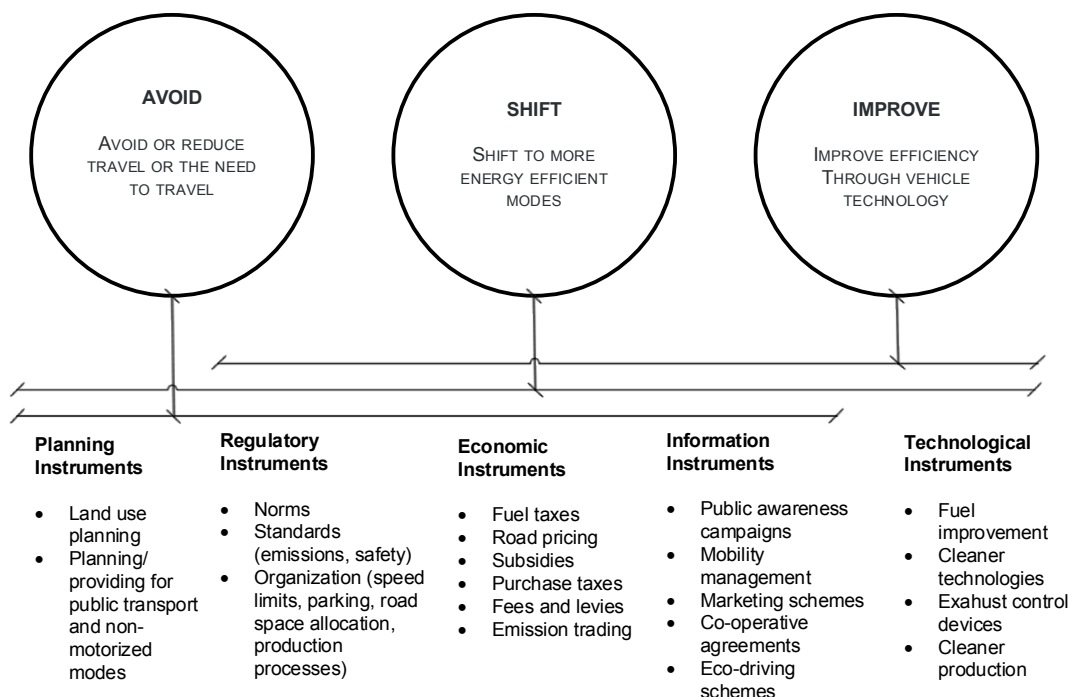 AVOID
AVOID OR REDUCE
TRAVEL OR THE NEED
TO TRAVEL
SHIFT
SHIFT TO MORE
ENERGY EFFICIENT
MODES
IMPROVE
IMPROVE EFFICIENCY
THROUGH VEHICLE
TECHNOLOGY
Planning
Instruments
• Land use
planning
• Planning/
providing for
public transport
and non-
motorized
modes
Regulatory
Instruments
• Norms
• Standards
(emissions, safety)
• Organization (speed
limits, parking, road
space allocation,
production
processes)
Economic
Instruments
• Fuel taxes
• Road pricing
• Subsidies
• Purchase taxes
• Fees and levies
• Emission trading
Information
Instruments
• Public awareness
campaigns
• Mobility
management
• Marketing schemes
• Co-operative
agreements
• Eco-driving
schemes
Technological
Instruments
• Fuel
improvement
• Cleaner
technologies
• Exahust control
devices
• Cleaner
production